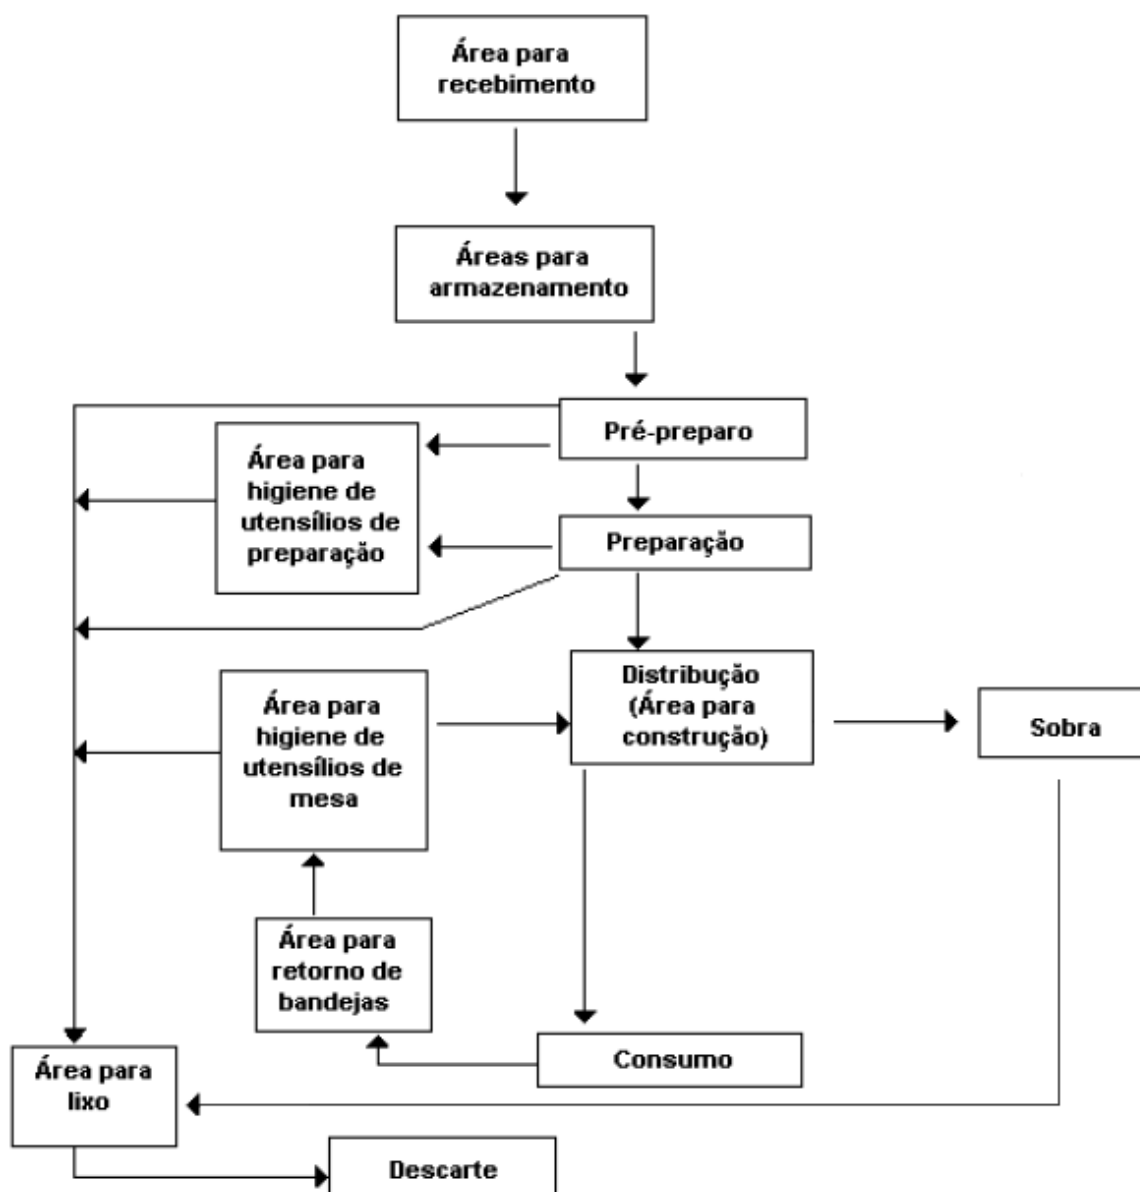 Área para
recebimento
Áreas para
armazenamento
Pré-preparo
Área para
higiene de
utensílios de
preparação
Preparação
Distribução
(Área para
construção)
Sobra
Área para
higiene de
utensílios de
mesa
Área para
retorno de
bandejas
Consumo
Área para
lixo
Descarte